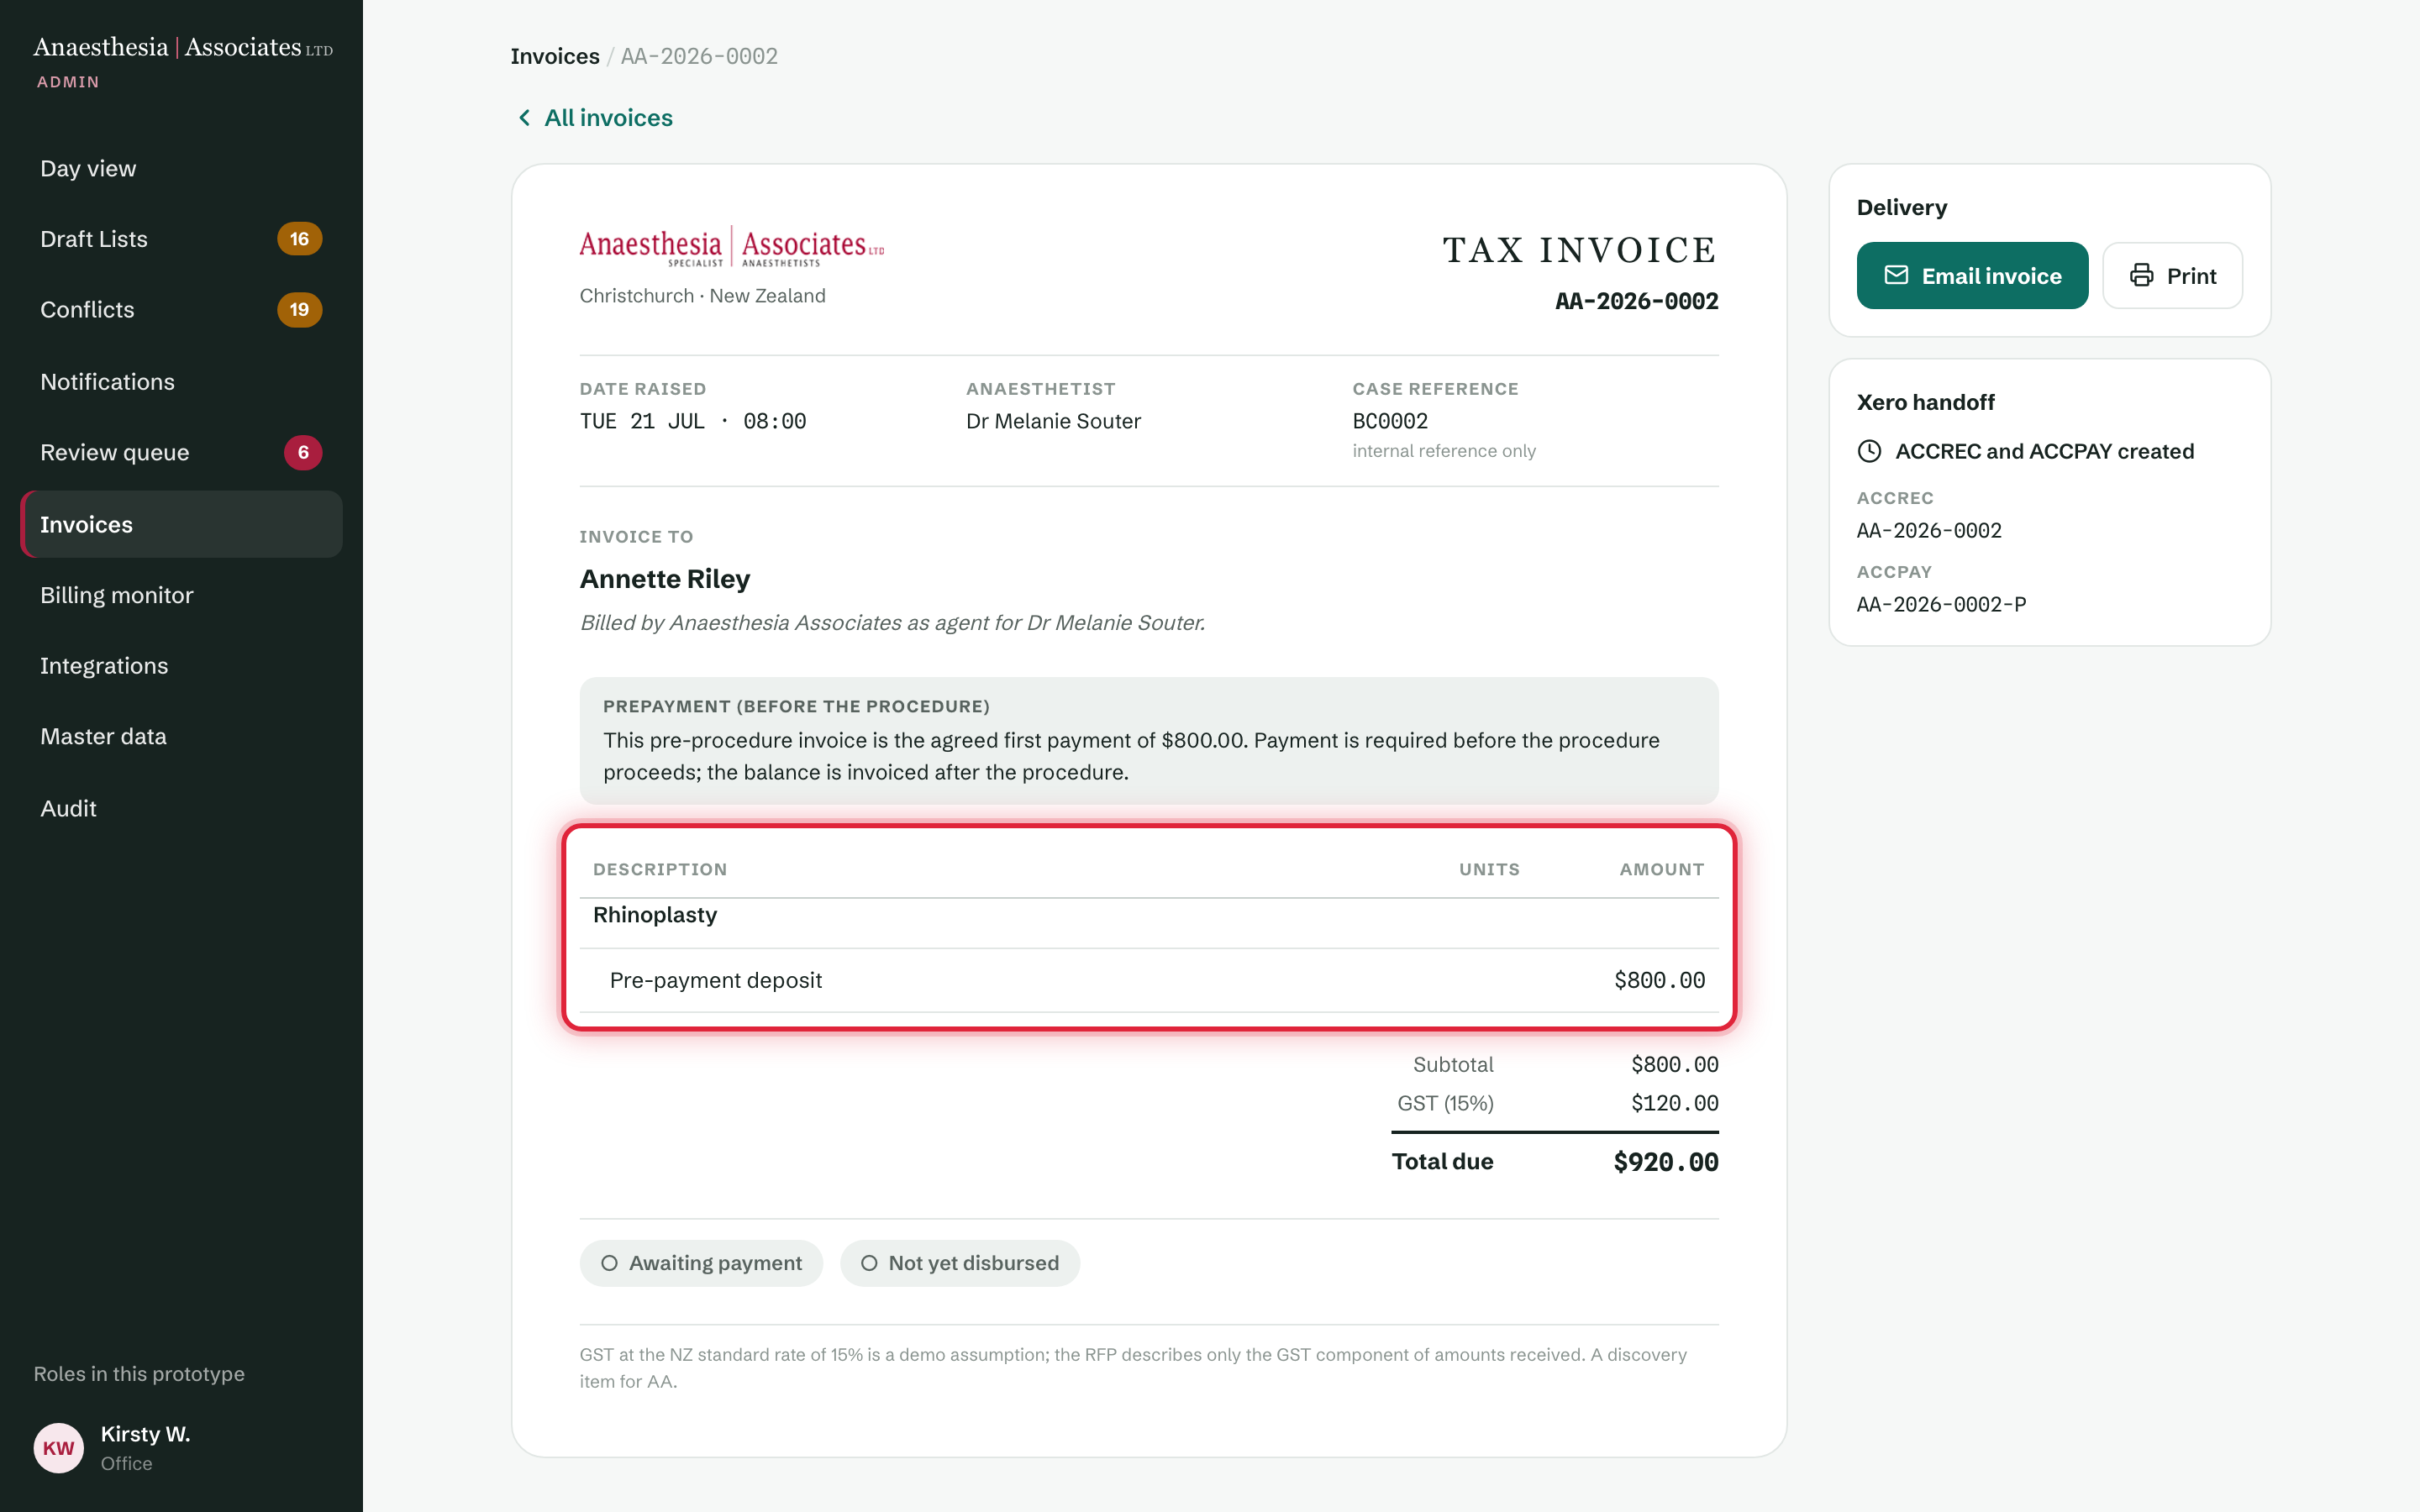 Anaesthesia | Associates LTD
ADMIN
Day view
Draft Lists 16
Conflicts 19
Notifications
Review queue 6
Invoices
Billing monitor
Integrations
Master data
Audit
Roles in this prototype
KW
Kirsty W.
Office
Invoices / AA-2026-0002
All invoices
Anaesthesia | Associates LTD
SPECIALIST ANAESTHETISTS
Christchurch · New Zealand
TAX INVOICE
AA-2026-0002
DATE RAISED
TUE 21 JUL · 08:00
ANAESTHETIST
Dr Melanie Souter
CASE REFERENCE
BC0002
internal reference only
INVOICE TO
Annette Riley
Billed by Anaesthesia Associates as agent for Dr Melanie Souter.
PREPAYMENT (BEFORE THE PROCEDURE)
This pre-procedure invoice is the agreed first payment of $800.00. Payment is required before the procedure
proceeds; the balance is invoiced after the procedure.
DESCRIPTION UNITS AMOUNT
Rhinoplasty
Pre-payment deposit $800.00
Subtotal $800.00
GST (15%) $120.00
Total due $920.00
Awaiting payment
Not yet disbursed
GST at the NZ standard rate of 15% is a demo assumption; the RFP describes only the GST component of amounts received. A discovery
item for AA.
Delivery
Email invoice
Print
Xero handoff
ACCREC and ACCPAY created
ACCREC
AA-2026-0002
ACCPAY
AA-2026-0002-P